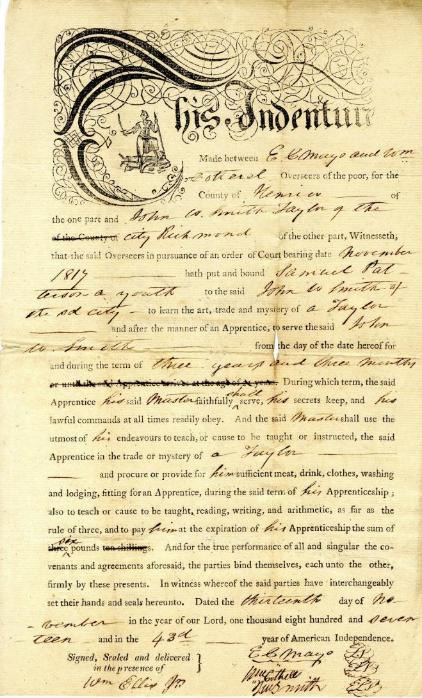 This Indenture
Made between E C Mayo and Wm
Overseers of the poor, for the
County of Henrico of
the one part and John W. Smith Taylor of the
of the County of city Richmond of the other part, Witnesseth,
that the said Overseers in pursuance of an order of Court bearing date November
1817 hath put and bound Samuel Pat-
terson a youth to the said John W Smith of
the sd city - to learn the art, trade and mystery of a Taylor
and after the manner of an Apprentice, to serve the said John
W. Smith from the day of the date hereof for
and during the term of three years and three months
or until the said Apprentice arrives at the age of 21 years. During which term, the said
Apprentice his said Master faithfully shall serve, his secrets keep, and his
lawful commands at all times readily obey. And the said Master shall use the
utmost of his endeavours to teach, or cause to be taught or instructed, the said
Apprentice in the trade or mystery of a Taylor
and procure or provide for him sufficient meat, drink, clothes, washing
and lodging, fitting for an Apprentice, during the said term of his Apprenticeship;
also to teach or cause to be taught, reading, writing, and arithmetic, as far as the
rule of three, and to pay him at the expiration of his Apprenticeship the sum of
six
three pounds ten shillings. And for the true performance of all and singular the co-
venants and agreements aforesaid, the parties bind themselves, each unto the other,
firmly by these presents. In witness whereof the said parties have interchangeably
set their hands and seals hereunto. Dated the thirteenth day of No-
vember in the year of our Lord, one thousand eight hundred and seven
teen and in the 43d year of American Independence.
Signed, Sealed and delivered E C Mayo
in the presence of
Wm Ellis Jr. Smith